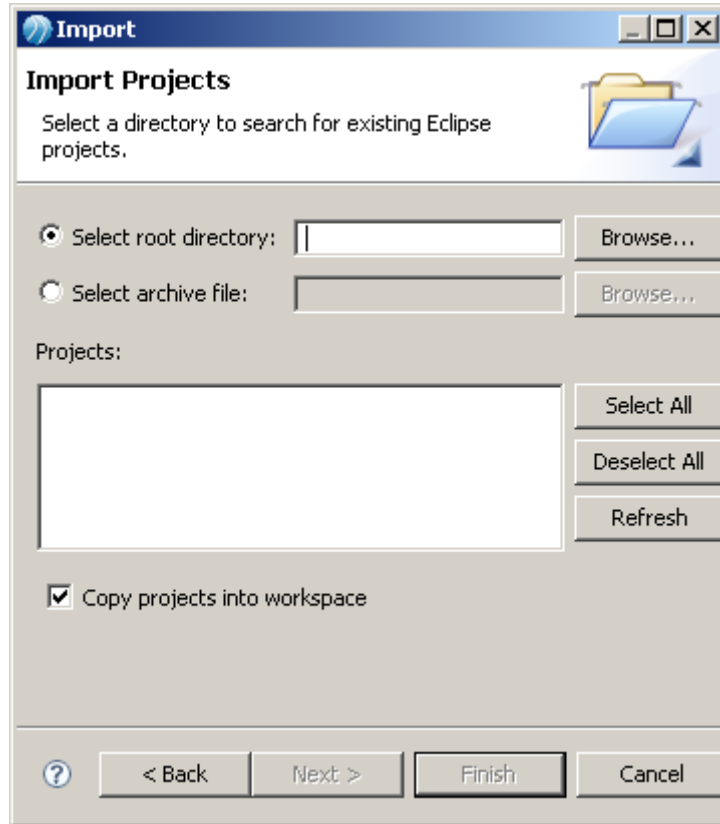 Import
Import Projects
Select a directory to search for existing Eclipse
projects.
Select root directory:
Browse...
Select archive file:
Browse...
Projects:
Select All
Deselect All
Refresh
Copy projects into workspace
?
< Back
Next >
Finish
Cancel